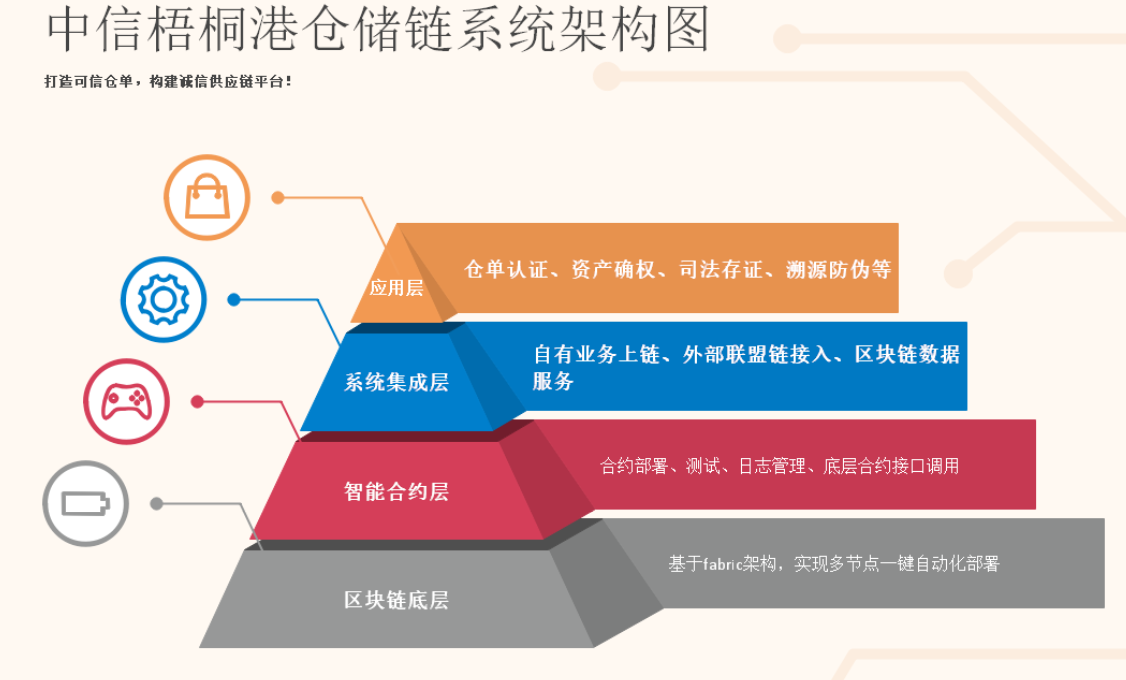 中信梧桐港仓储链系统架构图
打造可信仓单，构建诚信供应链平台！
应用层
仓单认证、资产确权、司法存证、溯源防伪等
系统集成层
自有业务上链、外部联盟链接入、区块链数据
服务
智能合约层
合约部署、测试、日志管理、底层合约接口调用
区块链底层
基于fabric架构，实现多节点一键自动化部署